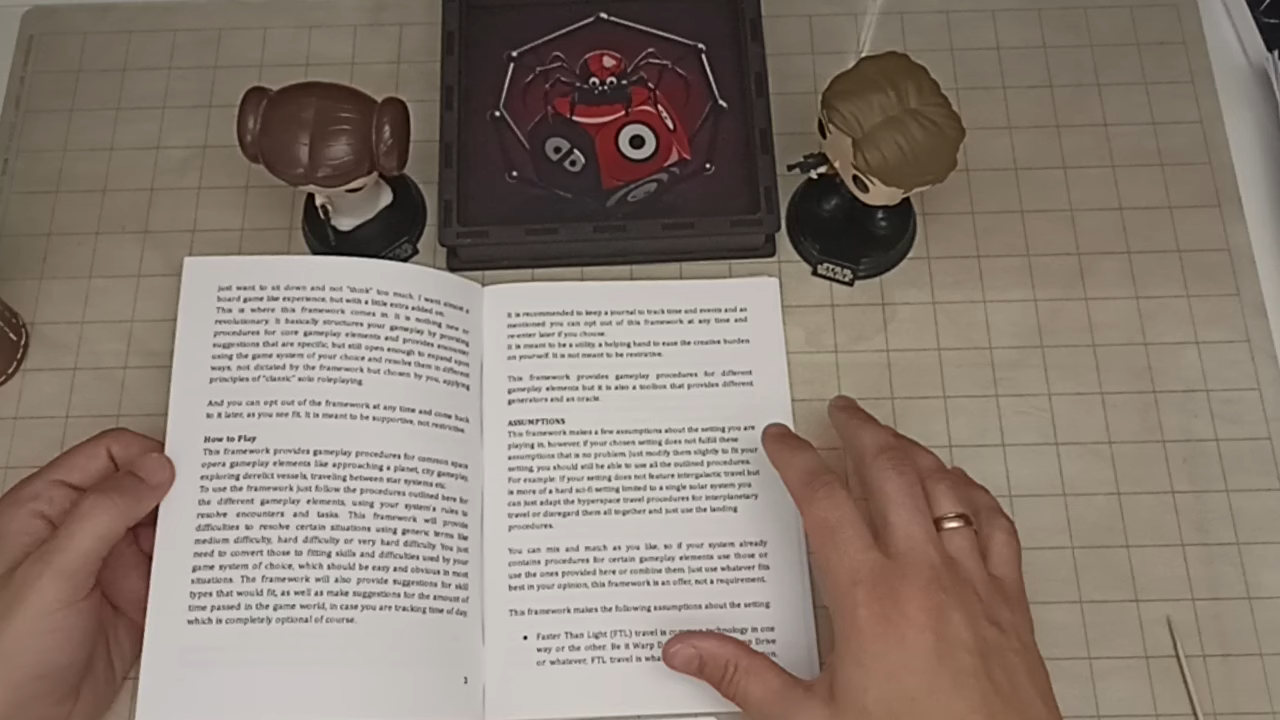 just want to sit down and not "think" too much. I want almost a
board game like experience, but with a little extra added on.
This is where this framework comes in. It is nothing new or
revolutionary. It basically structures your gameplay by providing
procedures for core gameplay elements and provides encounter
suggestions that are specific, but still open enough to expand upon
using the game system of your choice and resolve them in different
ways, not dictated by the framework but chosen by you, applying
principles of "classic" solo roleplaying.
And you can opt out of the framework at any time and come back
to it later, as you see fit. It is meant to be supportive, not restrictive.
How to Play
This framework provides gameplay procedures for common space
opera gameplay elements like approaching a planet, city gameplay,
exploring derelict vessels, traveling between star systems etc.
To use the framework just follow the procedures outlined here for
the different gameplay elements, using your system's rules to
resolve encounters and tasks. This framework will provide
difficulties to resolve certain situations using generic terms like
medium difficulty, hard difficulty or very hard difficulty. You just
need to convert those to fitting skills and difficulties used by your
game system of choice, which should be easy and obvious in most
situations. The framework will also provide suggestions for skill
types that would fit, as well as make suggestions for the amount of
time passed in the game world, in case you are tracking time of day,
which is completely optional of course.
3
It is recommended to keep a journal to track time and events and as
mentioned you can opt out of this framework at any time and
re-enter later if you choose.
It is meant to be a utility, a helping hand to ease the creative burden
on yourself. It is not meant to be restrictive.
This framework provides gameplay procedures for different
gameplay elements but it is also a toolbox that provides different
generators and an oracle.
ASSUMPTIONS
This framework makes a few assumptions about the setting you are
playing in, however, if your chosen setting does not fulfill these
assumptions that is no problem. Just modify them slightly to fit your
setting, you should still be able to use all the outlined procedures.
For example: If your setting does not feature intergalactic travel but
is more of a hard sci-fi setting limited to a single solar system you
can just adapt the hyperspace travel procedures for interplanetary
travel or disregard them all together and just use the landing
procedures.
You can mix and match as you like, so if your system already
contains procedures for certain gameplay elements use those or
use the ones provided here or combine them. Just use whatever fits
best in your opinion, this framework is an offer, not a requirement.
This framework makes the following assumptions about the setting:
• Faster Than Light (FTL) travel is common technology in one
way or the other. Be it Warp Drive
or whatever, FTL travel is
STAR WARS